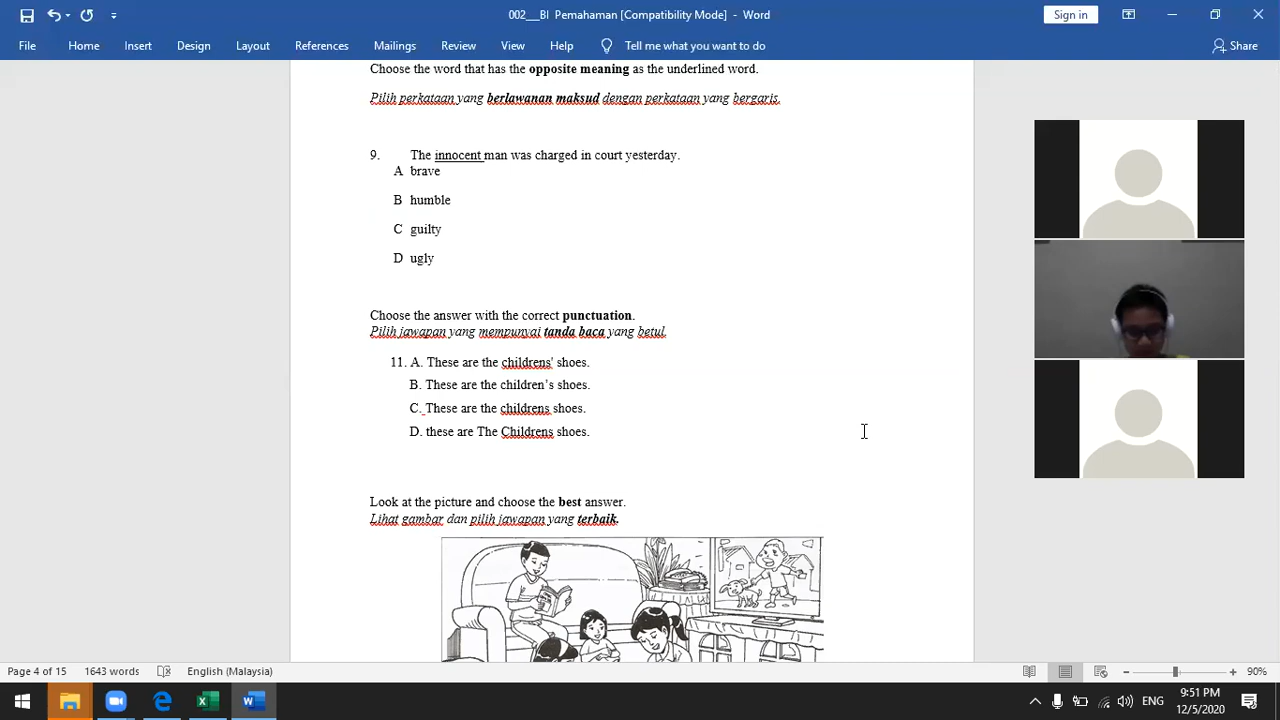 002__BI Pemahaman [Compatibility Mode] - Word
Sign in
File Home Insert Design Layout References Mailings Review View Help Tell me what you want to do Share
Choose the word that has the opposite meaning as the underlined word.
Pilih perkataan yang berlawanan maksud dengan perkataan yang bergaris.
9. The innocent man was charged in court yesterday.
A brave
B humble
C guilty
D ugly
Choose the answer with the correct punctuation.
Pilih jawapan yang mempunyai tanda baca yang betul.
11. A. These are the childrens' shoes.
B. These are the children’s shoes.
C. These are the childrens shoes.
D. these are The Childrens shoes.
Look at the picture and choose the best answer.
Lihat gambar dan pilih jawapan yang terbaik.
Page 4 of 15 1643 words English (Malaysia) 90%
ENG
9:51 PM
12/5/2020